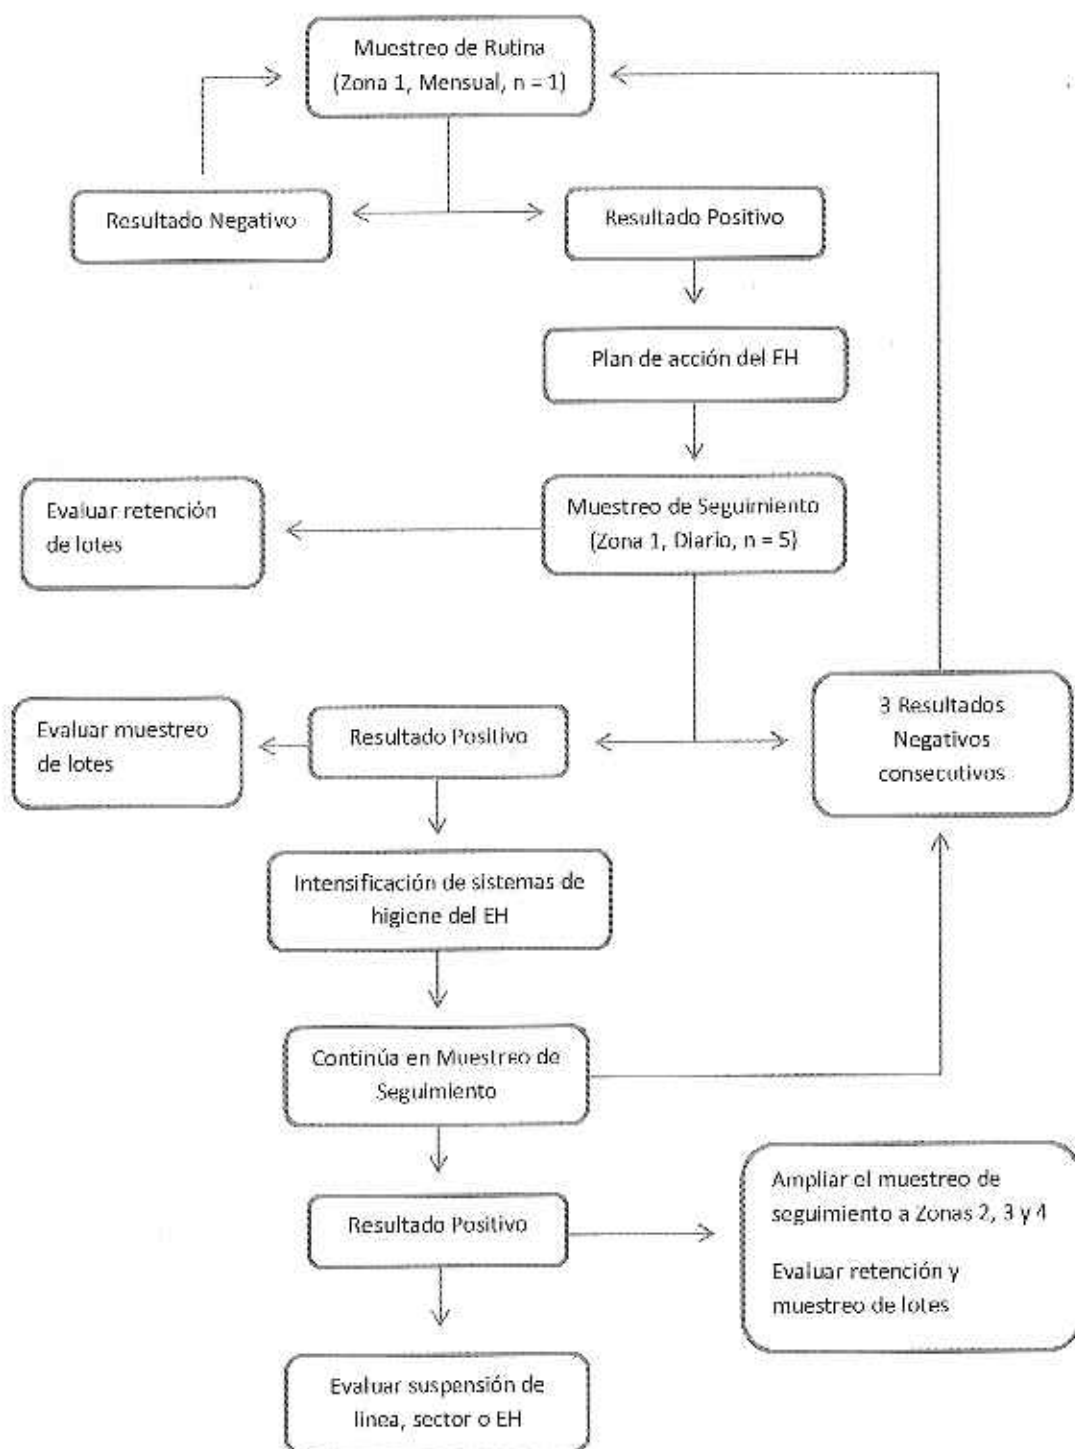 Muestreo de Rutina
(Zona 1, Mensual, n = 1)
Resultado Negativo
Resultado Positivo
Plan de acción del EH
Muestreo de Seguimiento
(Zona 1, Diario, n = 5)
Evaluar retención
de lotes
3 Resultados
Negativos
consecutivos
Resultado Positivo
Evaluar muestreo
de lotes
Intensificación de sistemas de
higiene del EH
Continúa en Muestreo de
Seguimiento
Resultado Positivo
Ampliar el muestreo de
seguimiento a Zonas 2, 3 y 4
Evaluar retención y
muestreo de lotes
Evaluar suspensión de
línea, sector o EH